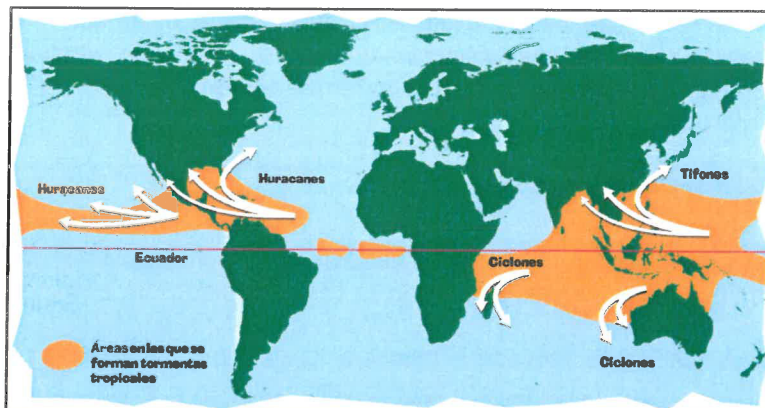 Huracanes
Huracanes
Tifones
Ecuador
Ciclones
Ciclones
Áreas en las que se
forman tormentas
tropicales